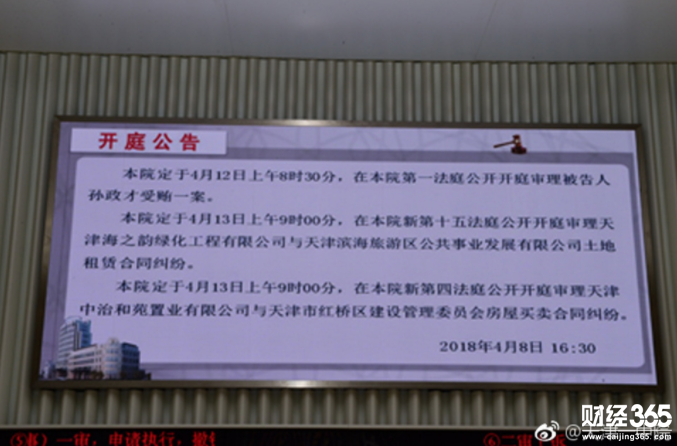 开庭公告
本院定于4月12日上午8时30分，在本院第一法庭公开开庭审理被告人
孙政才受贿一案。
本院定于4月13日上午9时00分，在本院新第十五法庭公开开庭审理天
津海之韵绿化工程有限公司与天津滨海旅游区公共事业发展有限公司土地
租赁合同纠纷。
本院定于4月13日上午9时00分，在本院新第四法庭公开开庭审理天津
中冶和苑置业有限公司与天津市红桥区建设管理委员会房屋买卖合同纠纷。
2018年4月8日 16:30
一审，申请执行，
财经365
www.caijing365.com